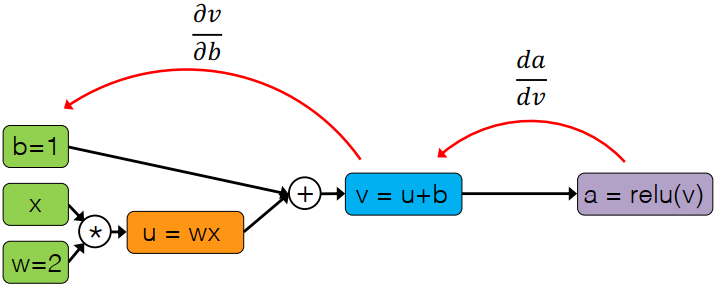 ∂v
∂b
da
dv
b=1
x
w=2
*
u = wx
+
v = u+b
a = relu(v)